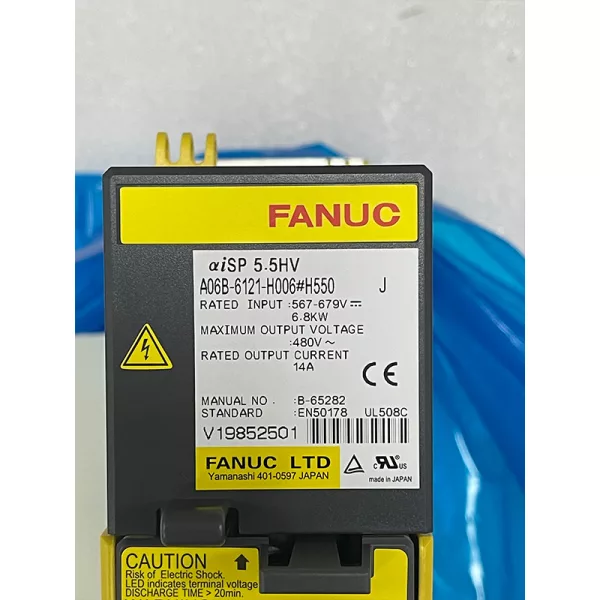 FANUC
αiSP 5.5HV
A06B-6121-H006#H550 J
RATED INPUT :567-679V⎓
6.8KW
MAXIMUM OUTPUT VOLTAGE
:480V～
RATED OUTPUT CURRENT
14A
CE
MANUAL NO. :B-65282
STANDARD :EN50178 UL508C
V19852501
FANUC LTD
Yamanashi 401-0597 JAPAN
c RU us
made in JAPAN
CAUTION
Risk of Electric Shock.
LED indicates terminal voltage
DISCHARGE TIME > 20min.